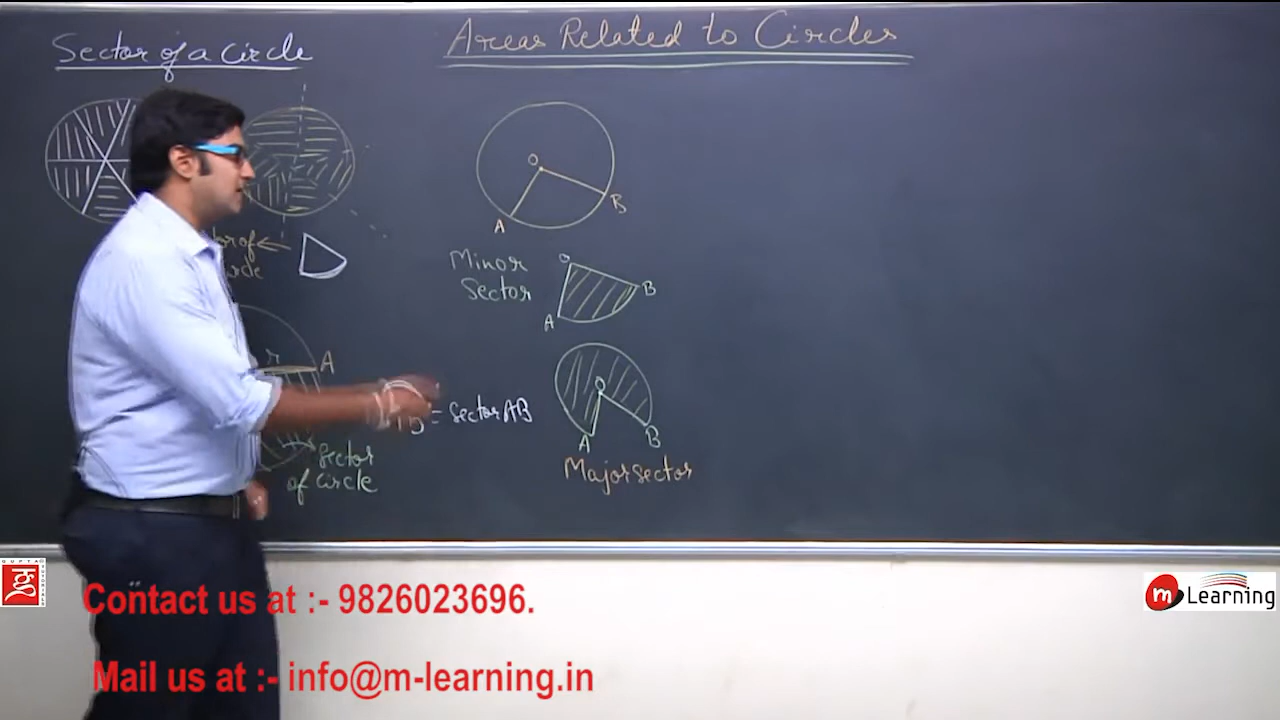 Sector of a Circle
Areas Related to Circles
O
A
B
Minor
Sector
O
A
B
r
A
= Sector AB
Sector
of Circle
O
A
B
Major sector
GUPTA
Contact us at :- 9826023696.
Mail us at :- info@m-learning.in
m Learning